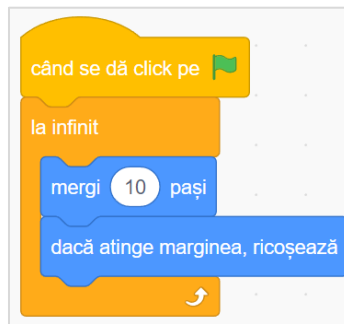 când se dă click pe
la infinit
mergi 10 pași
dacă atinge marginea, ricoșează